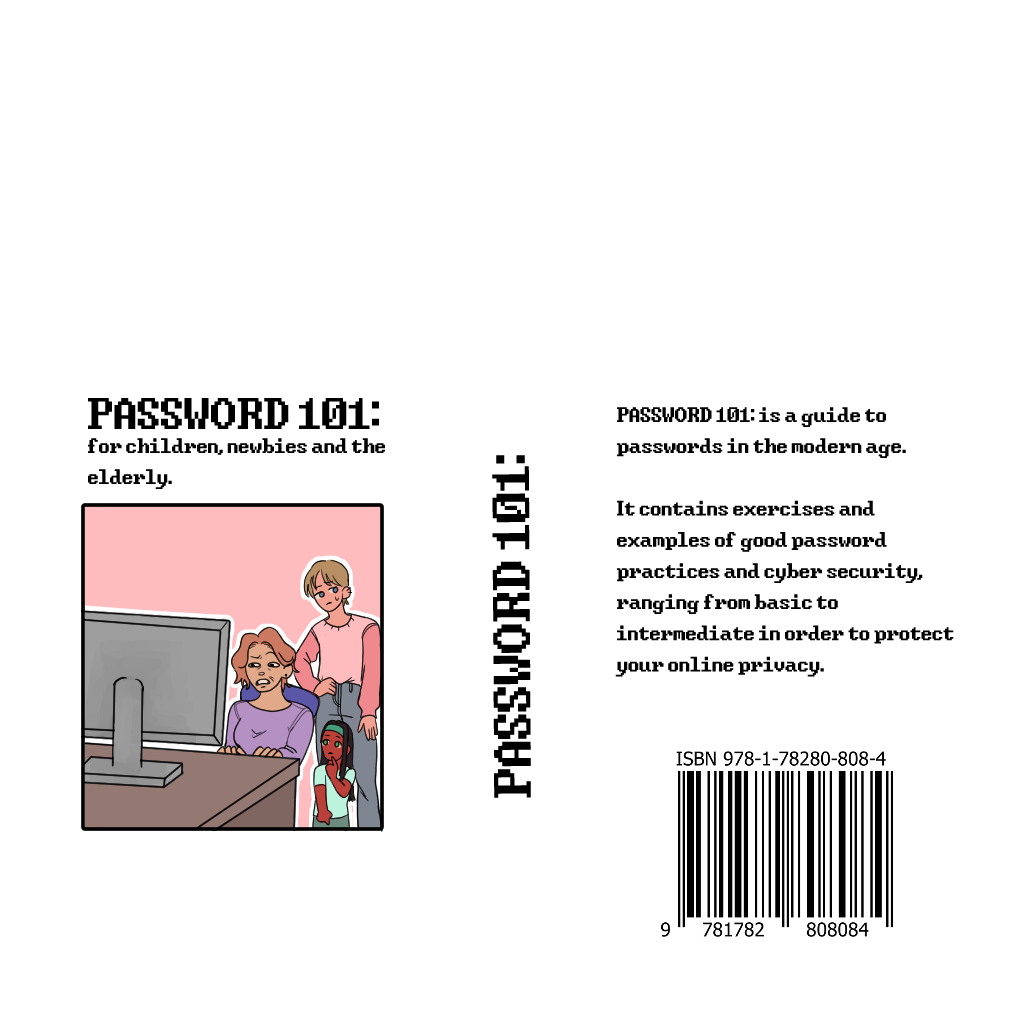 PASSWORD 101:
for children, newbies and the
elderly.
PASSWORD 101:
PASSWORD 101: is a guide to
passwords in the modern age.
It contains exercises and
examples of good password
practices and cyber security,
ranging from basic to
intermediate in order to protect
your online privacy.
ISBN 978-1-78280-808-4
9 781782 808084